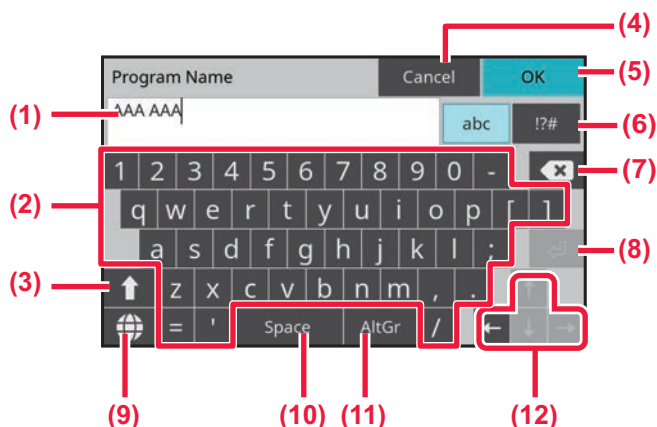 (4)
Program Name Cancel OK (5)
(1) AAA AAA abc !?# (6)
1 2 3 4 5 6 7 8 9 0 - (7)
(2) q w e r t y u i o p [ ]
a s d f g h j k l ; (8)
(3) z x c v b n m , .
= ' Space AltGr /
(9) (10) (11) (12)